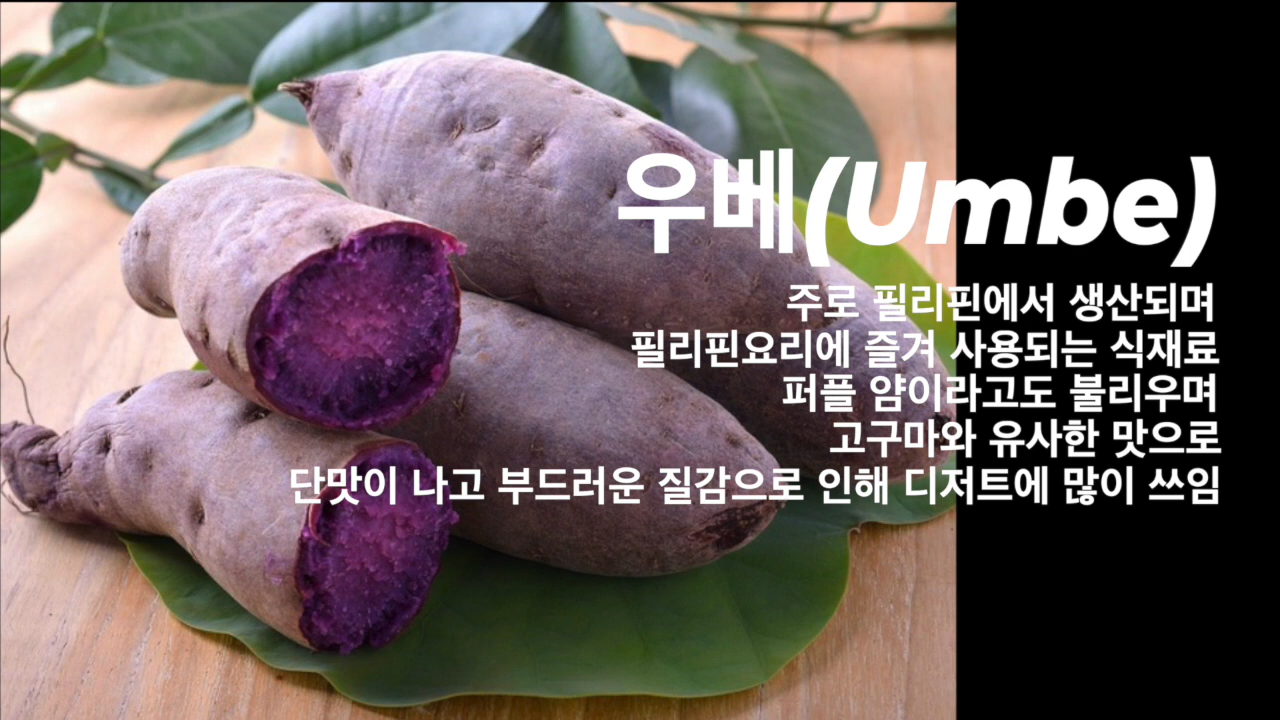 우베(Umbe)
주로 필리핀에서 생산되며
필리핀요리에 즐겨 사용되는 식재료
퍼플 얌이라고도 불리우며
고구마와 유사한 맛으로
단맛이 나고 부드러운 질감으로 인해 디저트에 많이 쓰임